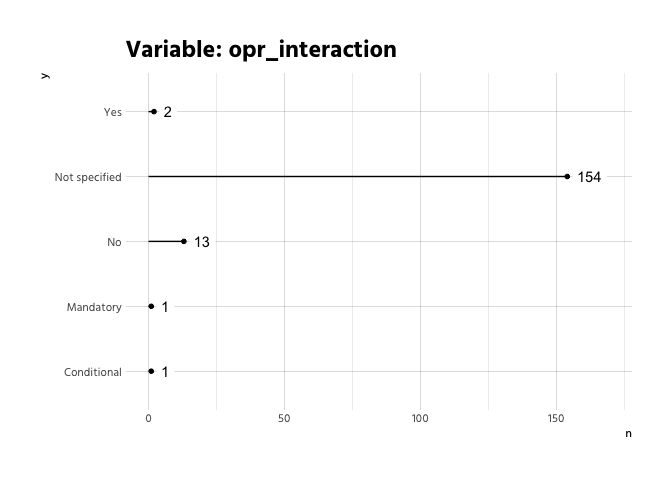 Variable: opr_interaction
y
Yes 2
Not specified 154
No 13
Mandatory 1
Conditional 1
0 50 100 150
n